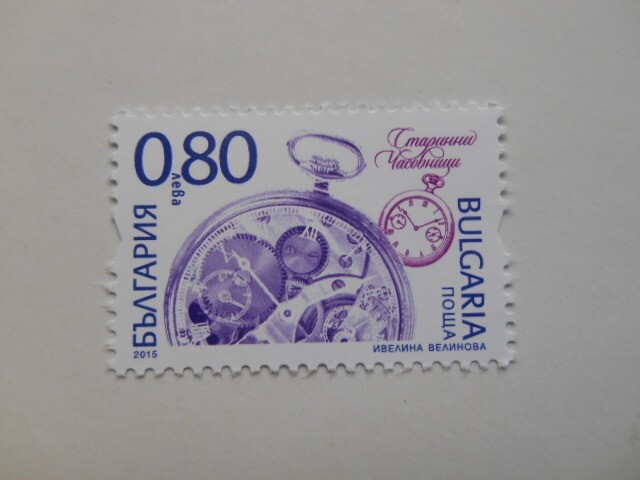 0.80
лева
Старинни
Часовници
БЪЛГАРИЯ
BULGARIA
ПОЩА
2015
ИВЕЛИНА ВЕЛИНОВА